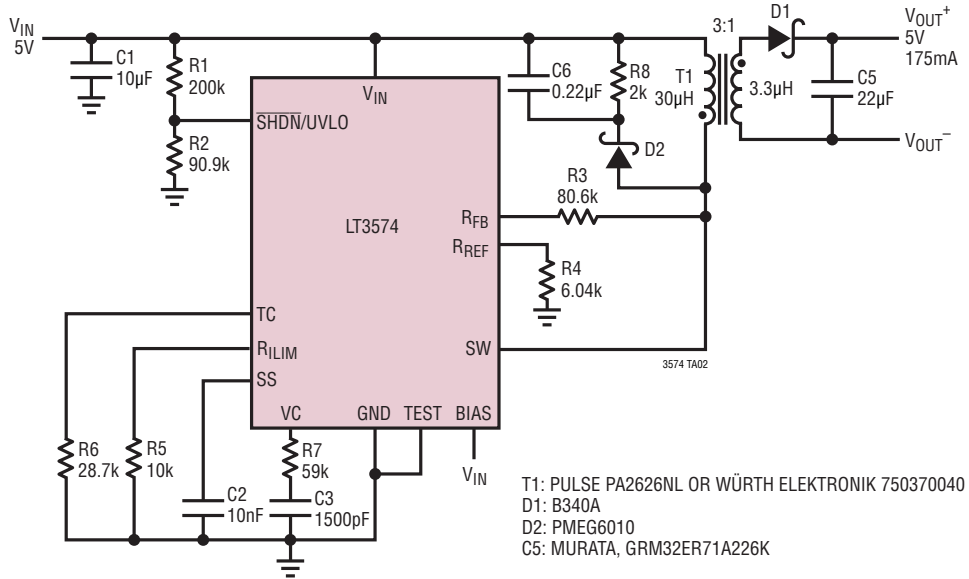 VIN
5V
C1
10µF
R1
200k
R2
90.9k
VIN
SHDN/UVLO
LT3574
RFB
RREF
TC
RILIM
SS
SW
VC
GND
TEST
BIAS
VIN
C6
0.22µF
R8
2k
D2
R3
80.6k
R4
6.04k
3:1
T1
30µH
3.3µH
D1
C5
22µF
VOUT+
5V
175mA
VOUT–
3574 TA02
R6
28.7k
R5
10k
C2
10nF
R7
59k
C3
1500pF
T1: PULSE PA2626NL OR WÜRTH ELEKTRONIK 750370040
D1: B340A
D2: PMEG6010
C5: MURATA, GRM32ER71A226K